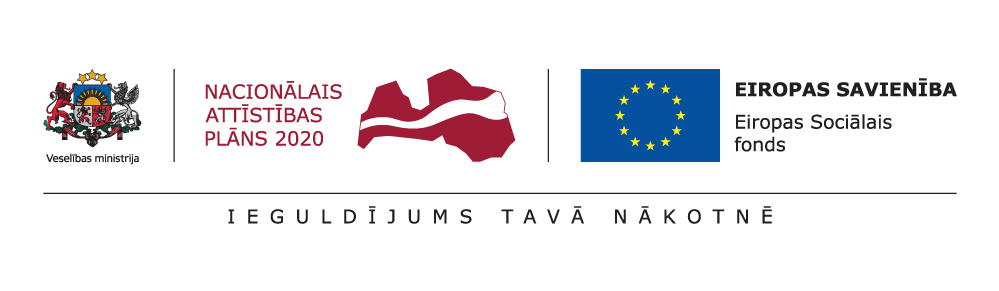 Veselības ministrija
NACIONĀLAIS
ATTĪSTĪBAS
PLĀNS 2020
EIROPAS SAVIENĪBA
Eiropas Sociālais
fonds
IEGULDĪJUMS TAVĀ NĀKOTNĒ